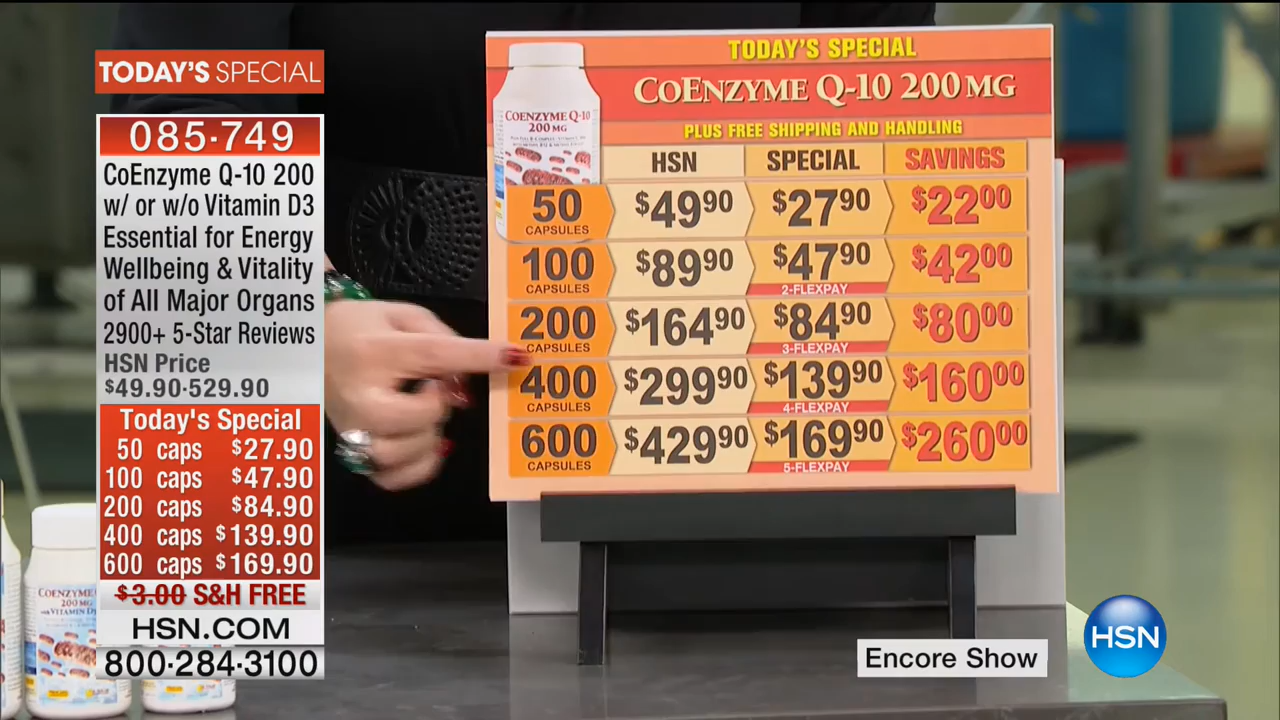 TODAY'S SPECIAL
085·749
CoEnzyme Q-10 200
w/ or w/o Vitamin D3
Essential for Energy
Wellbeing & Vitality
of All Major Organs
2900+ 5-Star Reviews
HSN Price
$49.90-529.90
Today's Special
50 caps $27.90
100 caps $47.90
200 caps $84.90
400 caps $139.90
600 caps $169.90
$3.00 S&H FREE
HSN.COM
800·284·3100
TODAY'S SPECIAL
COENZYME Q-10 200 MG
PLUS FREE SHIPPING AND HANDLING
COENZYME Q-10
200 MG
HSN SPECIAL SAVINGS
50 CAPSULES $49.90 $27.90 $22.00
100 CAPSULES $89.90 $47.90 $42.00
2-FLEXPAY
200 CAPSULES $164.90 $84.90 $80.00
3-FLEXPAY
400 CAPSULES $299.90 $139.90 $160.00
4-FLEXPAY
600 CAPSULES $429.90 $169.90 $260.00
5-FLEXPAY
COENZYME
200 MG
Encore Show
HSN